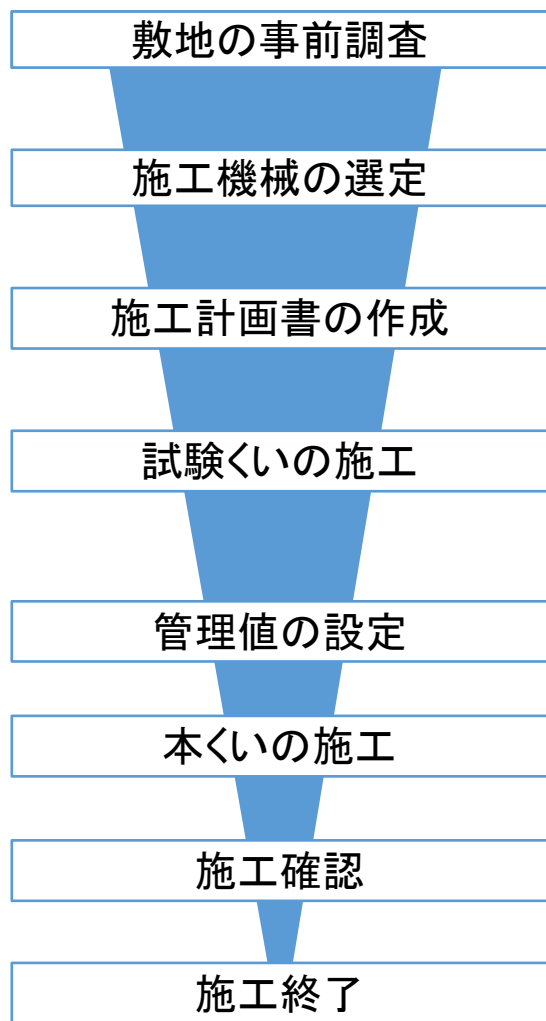 敷地の事前調査
施工機械の選定
施工計画書の作成
試験くいの施工
管理値の設定
本くいの施工
施工確認
施工終了